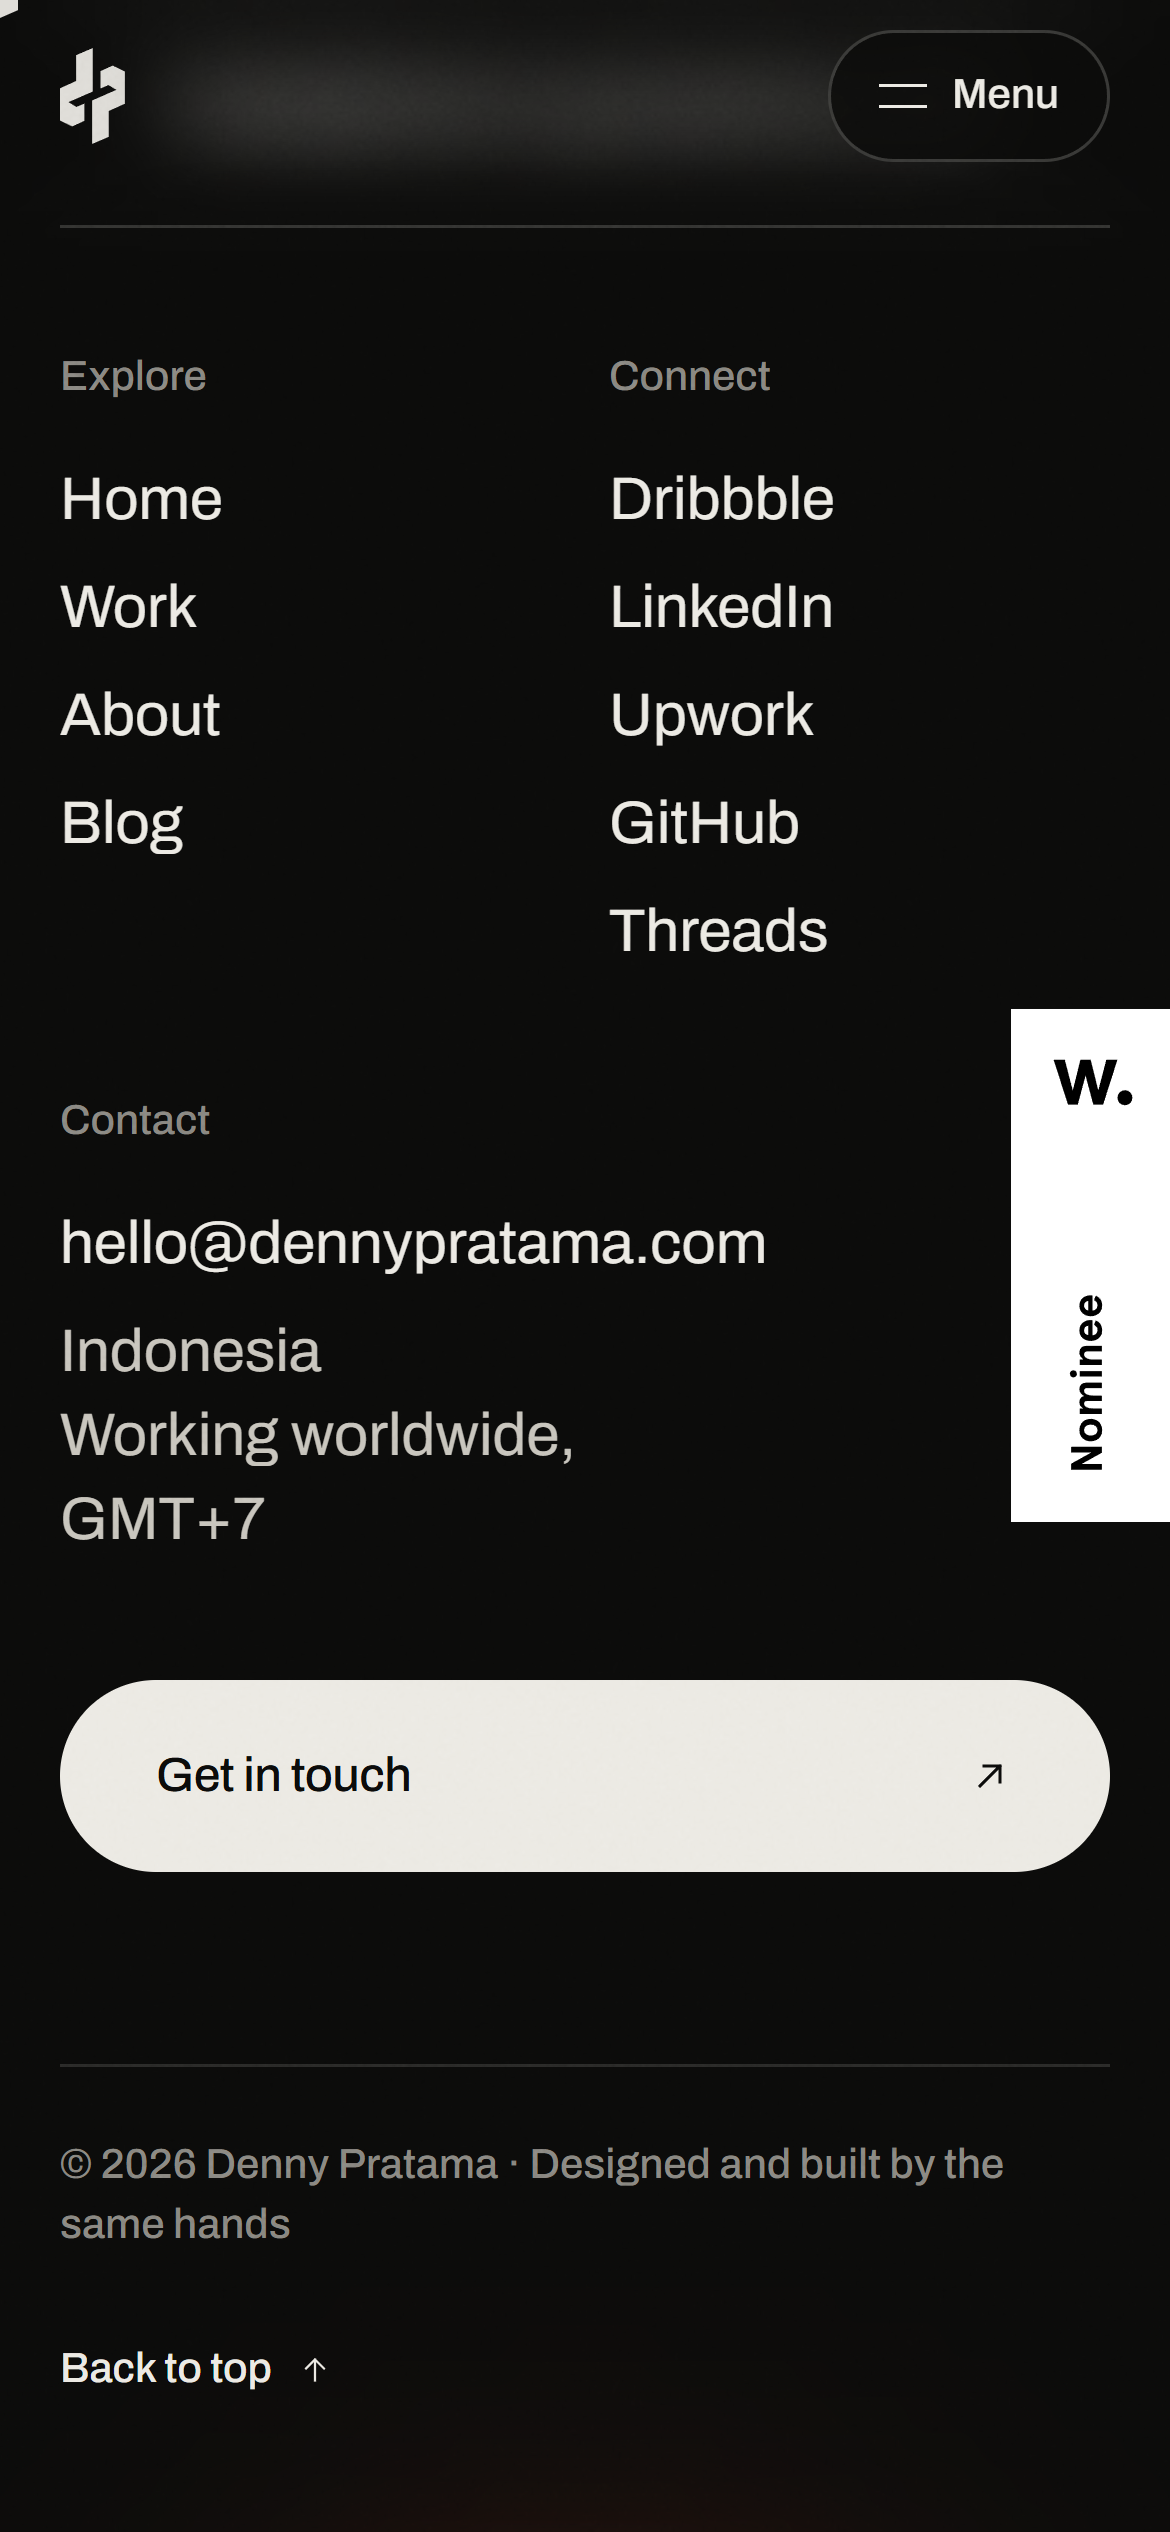 Menu
Explore
Home
Work
About
Blog
Connect
Dribbble
LinkedIn
Upwork
GitHub
Threads
W.
Nominee
Contact
hello@dennypratama.com
Indonesia
Working worldwide,
GMT+7
Get in touch
© 2026 Denny Pratama · Designed and built by the
same hands
Back to top ↑